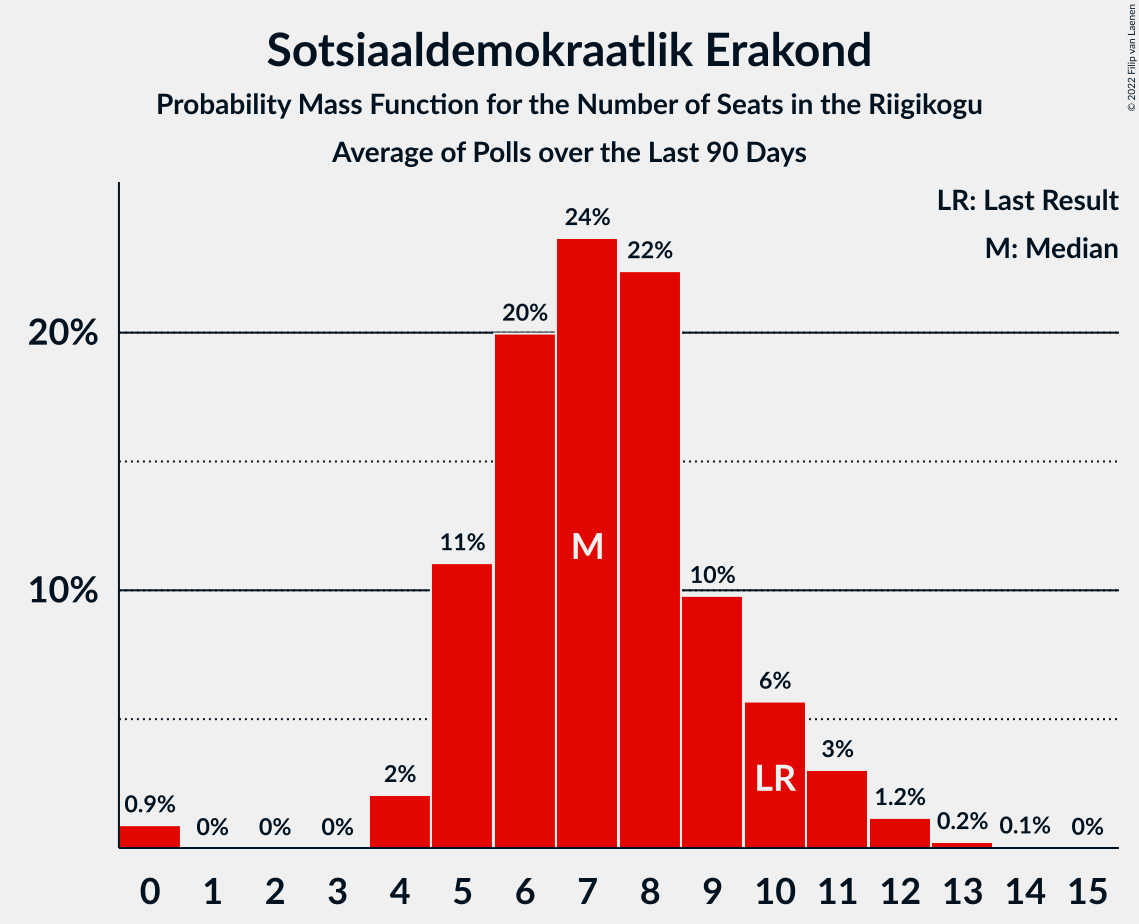 Sotsiaaldemokraatlik Erakond
Probability Mass Function for the Number of Seats in the Riigikogu
Average of Polls over the Last 90 Days
© 2022 Filip van Laenen
LR: Last Result
M: Median
20%
10%
0.9%
0%
0%
0%
2%
11%
20%
24%
22%
10%
6%
3%
1.2%
0.2%
0.1%
0%
M
LR
0 1 2 3 4 5 6 7 8 9 10 11 12 13 14 15